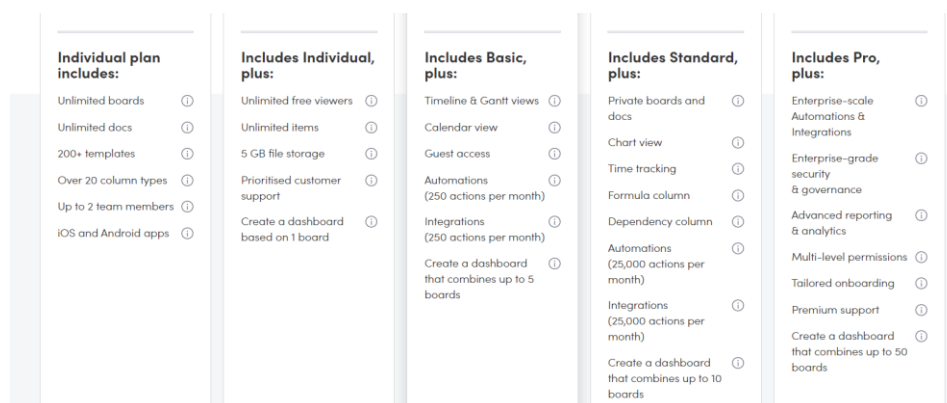 Individual plan
includes:
Unlimited boards
Unlimited docs
200+ templates
Over 20 column types
Up to 2 team members
iOS and Android apps
Includes Individual,
plus:
Unlimited free viewers
Unlimited items
5 GB file storage
Prioritised customer
support
Create a dashboard
based on 1 board
Includes Basic,
plus:
Timeline & Gantt views
Calendar view
Guest access
Automations
(250 actions per month)
Integrations
(250 actions per month)
Create a dashboard
that combines up to 5
boards
Includes Standard,
plus:
Private boards and
docs
Chart view
Time tracking
Formula column
Dependency column
Automations
(25,000 actions per
month)
Integrations
(25,000 actions per
month)
Create a dashboard
that combines up to 10
boards
Includes Pro,
plus:
Enterprise-scale
Automations &
Integrations
Enterprise-grade
security
& governance
Advanced reporting
& analytics
Multi-level permissions
Tailored onboarding
Premium support
Create a dashboard
that combines up to 50
boards